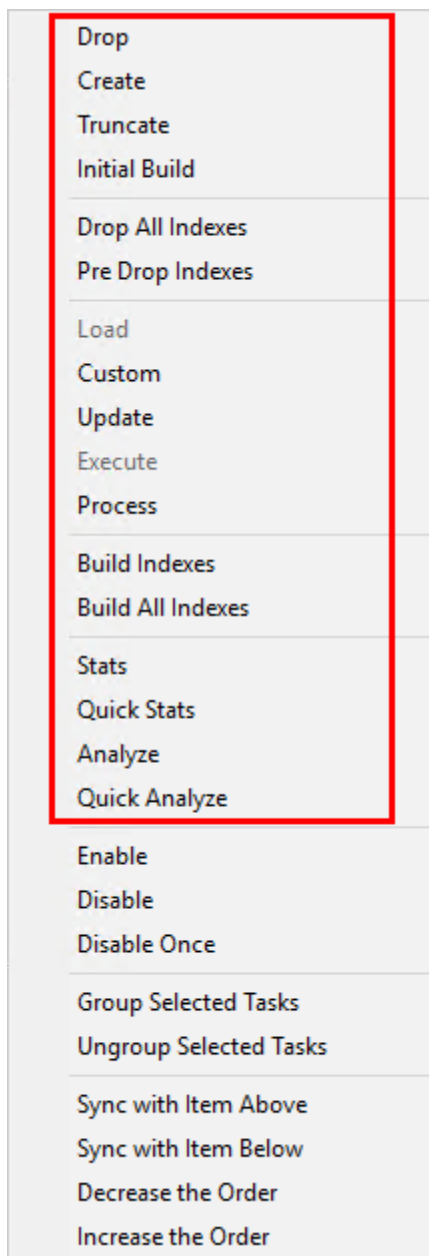 Drop
Create
Truncate
Initial Build
Drop All Indexes
Pre Drop Indexes
Load
Custom
Update
Execute
Process
Build Indexes
Build All Indexes
Stats
Quick Stats
Analyze
Quick Analyze
Enable
Disable
Disable Once
Group Selected Tasks
Ungroup Selected Tasks
Sync with Item Above
Sync with Item Below
Decrease the Order
Increase the Order